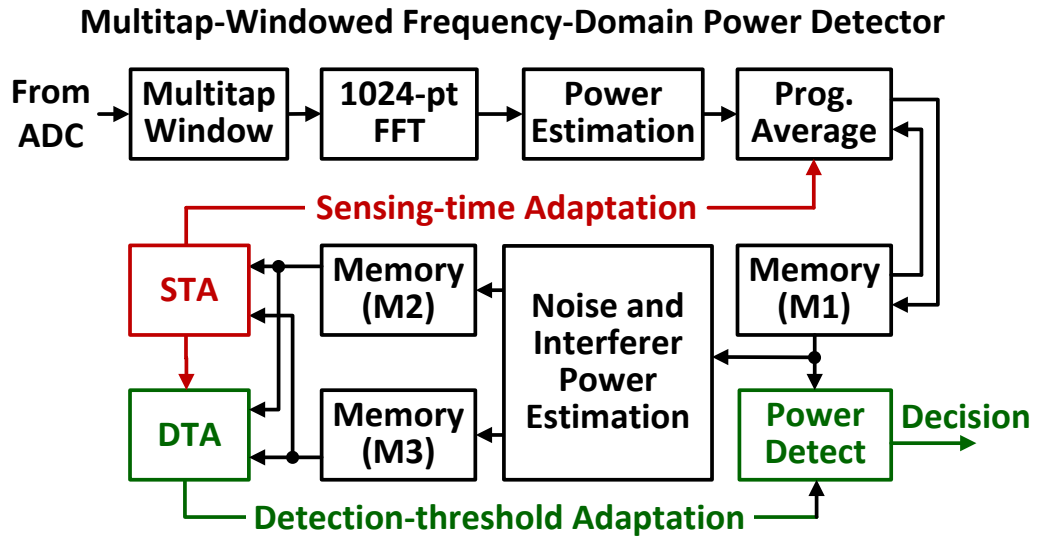 Multitap-Windowed Frequency-Domain Power Detector
From
ADC
Multitap
Window
1024-pt
FFT
Power
Estimation
Prog.
Average
Sensing-time Adaptation
STA
Memory
(M2)
Noise and
Interferer
Power
Estimation
Memory
(M1)
DTA
Memory
(M3)
Power
Detect
Decision
Detection-threshold Adaptation